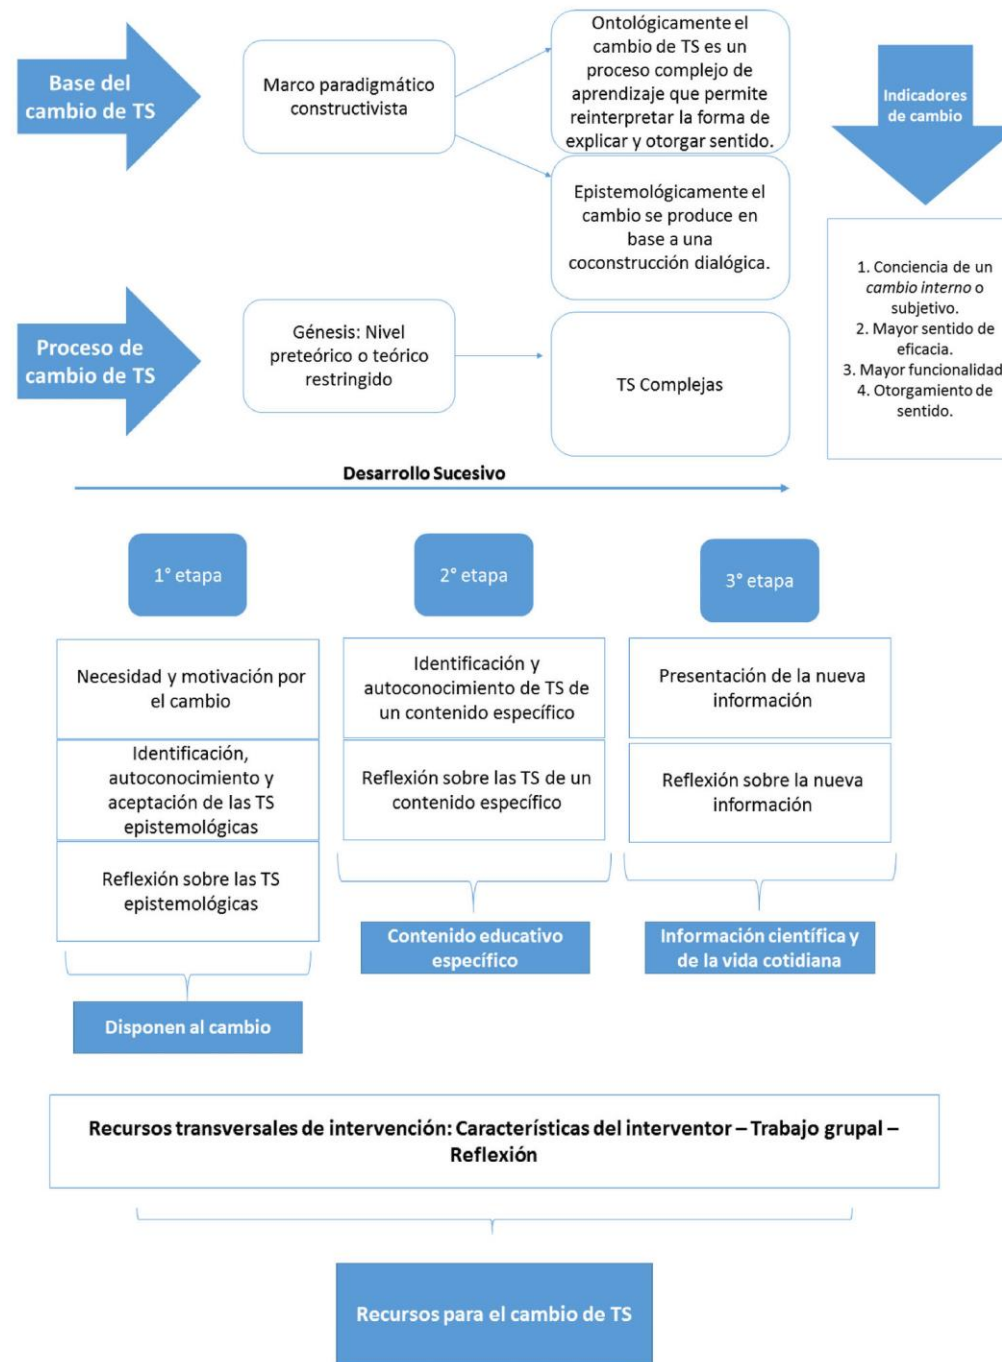 Base del
cambio de TS
Marco paradigmático
constructivista
Ontológicamente el
cambio de TS es un
proceso complejo de
aprendizaje que permite
reinterpretar la forma de
explicar y otorgar sentido.
Epistemológicamente el
cambio se produce en
base a una
coconstrucción dialógica.
Indicadores
de cambio
1. Conciencia de un
cambio interno o
subjetivo.
2. Mayor sentido de
eficacia.
3. Mayor funcionalidad
4. Otorgamiento de
sentido.
Proceso de
cambio de TS
Génesis: Nivel
preteórico o teórico
restringido
TS Complejas
Desarrollo Sucesivo
1° etapa
Necesidad y motivación por
el cambio
Identificación,
autoconocimiento y
aceptación de las TS
epistemológicas
Reflexión sobre las TS
epistemológicas
Disponen al cambio
2° etapa
Identificación y
autoconocimiento de TS de
un contenido específico
Reflexión sobre las TS de un
contenido específico
Contenido educativo
específico
3° etapa
Presentación de la nueva
información
Reflexión sobre la nueva
información
Información científica y
de la vida cotidiana
Recursos transversales de intervención: Características del interventor – Trabajo grupal –
Reflexión
Recursos para el cambio de TS